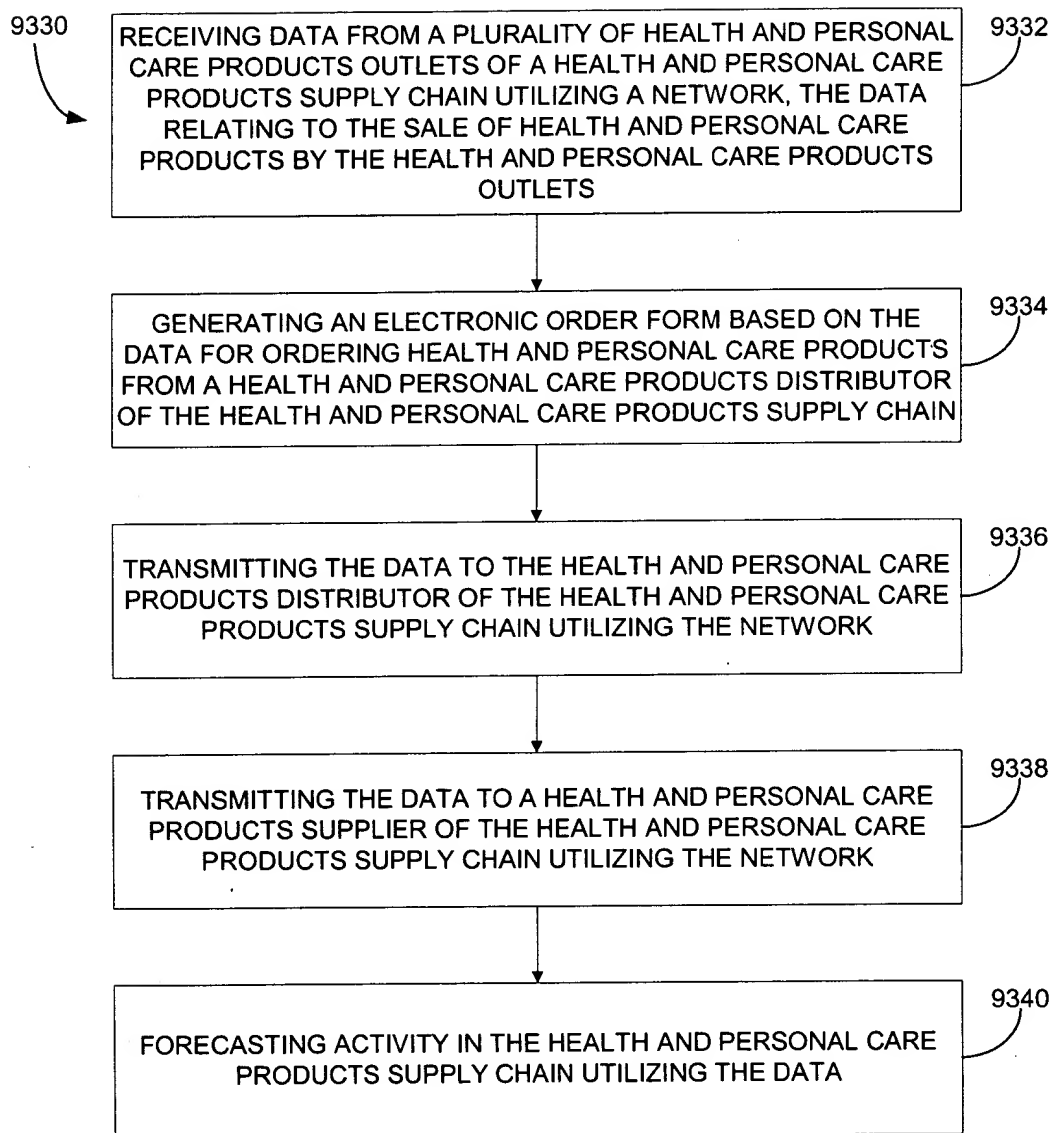 9330
RECEIVING DATA FROM A PLURALITY OF HEALTH AND PERSONAL
CARE PRODUCTS OUTLETS OF A HEALTH AND PERSONAL CARE
PRODUCTS SUPPLY CHAIN UTILIZING A NETWORK, THE DATA
RELATING TO THE SALE OF HEALTH AND PERSONAL CARE
PRODUCTS BY THE HEALTH AND PERSONAL CARE PRODUCTS
OUTLETS
9332
GENERATING AN ELECTRONIC ORDER FORM BASED ON THE
DATA FOR ORDERING HEALTH AND PERSONAL CARE PRODUCTS
FROM A HEALTH AND PERSONAL CARE PRODUCTS DISTRIBUTOR
OF THE HEALTH AND PERSONAL CARE PRODUCTS SUPPLY CHAIN
9334
TRANSMITTING THE DATA TO THE HEALTH AND PERSONAL CARE
PRODUCTS DISTRIBUTOR OF THE HEALTH AND PERSONAL CARE
PRODUCTS SUPPLY CHAIN UTILIZING THE NETWORK
9336
TRANSMITTING THE DATA TO A HEALTH AND PERSONAL CARE
PRODUCTS SUPPLIER OF THE HEALTH AND PERSONAL CARE
PRODUCTS SUPPLY CHAIN UTILIZING THE NETWORK
9338
FORECASTING ACTIVITY IN THE HEALTH AND PERSONAL CARE
PRODUCTS SUPPLY CHAIN UTILIZING THE DATA
9340